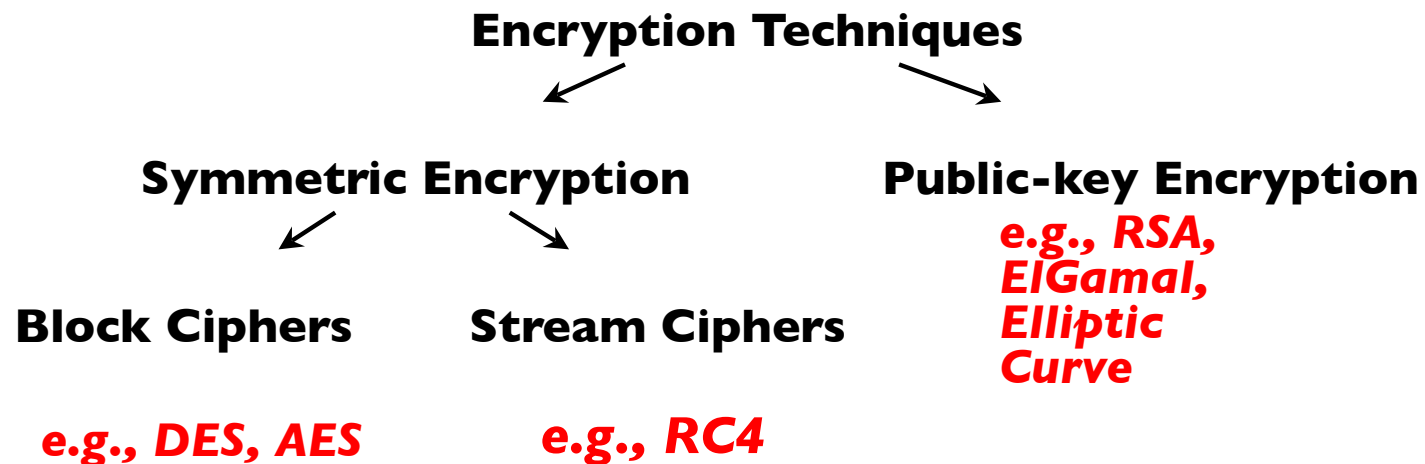 Encryption Techniques
Symmetric Encryption
Public-key Encryption
e.g., RSA,
ElGamal,
Elliptic
Curve
Block Ciphers
Stream Ciphers
e.g., DES, AES
e.g., RC4